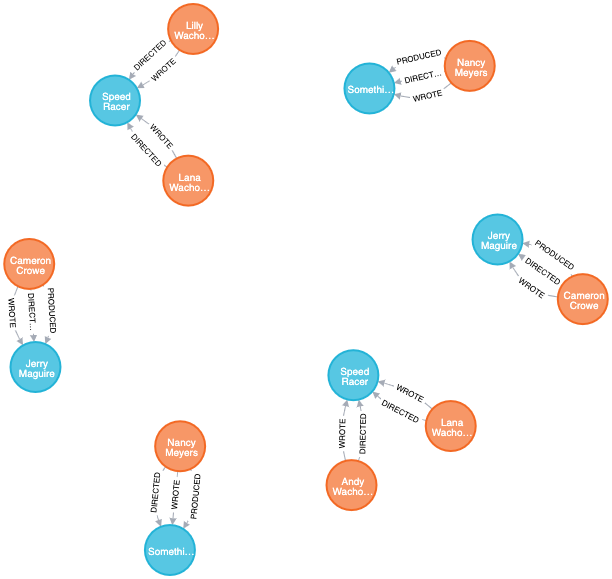 Lilly
Wacho…
DIRECTED
WROTE
Speed
Racer
WROTE
DIRECTED
Lana
Wacho…
PRODUCED
DIRECT…
WROTE
Somethi…
Nancy
Meyers
Cameron
Crowe
WROTE
DIRECT…
PRODUCED
Jerry
Maguire
Jerry
Maguire
PRODUCED
DIRECTED
WROTE
Cameron
Crowe
Speed
Racer
WROTE
DIRECTED
Lana
Wacho…
WROTE
DIRECTED
Andy
Wacho…
Nancy
Meyers
DIRECTED
WROTE
PRODUCED
Somethi…